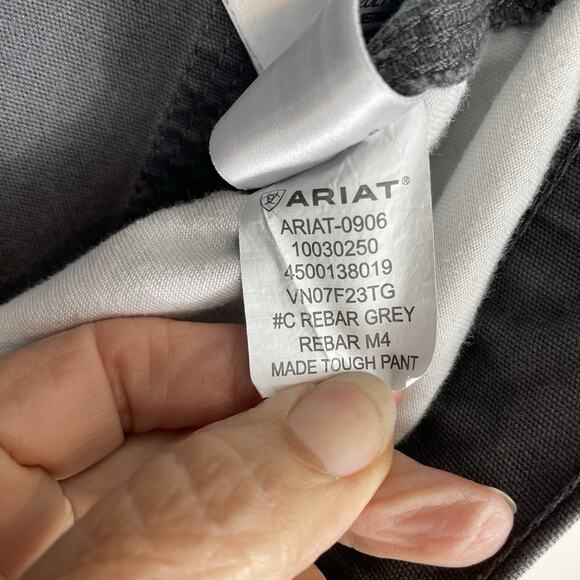 ARIAT®
ARIAT-0906
10030250
4500138019
VN07F23TG
#C REBAR GREY
REBAR M4
MADE TOUGH PANT